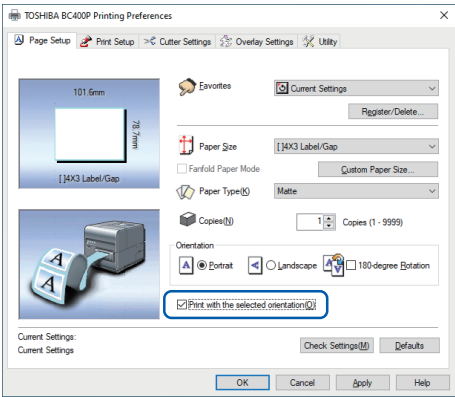 TOSHIBA BC400P Printing Preferences
Page Setup Print Setup Cutter Settings Overlay Settings Utility
101.6mm
78.7mm
[ ]4X3 Label/Gap
Favorites Current Settings
Register/Delete...
Paper Size [ ]4X3 Label/Gap
Fanfold Paper Mode Custom Paper Size...
Paper Type(K) Matte
Copies(N) 1 Copies (1 - 9999)
Orientation
A Portrait A Landscape A A 180-degree Rotation
Print with the selected orientation(O)
A
A
Current Settings:
Current Settings
Check Settings(M) Defaults
OK Cancel Apply Help